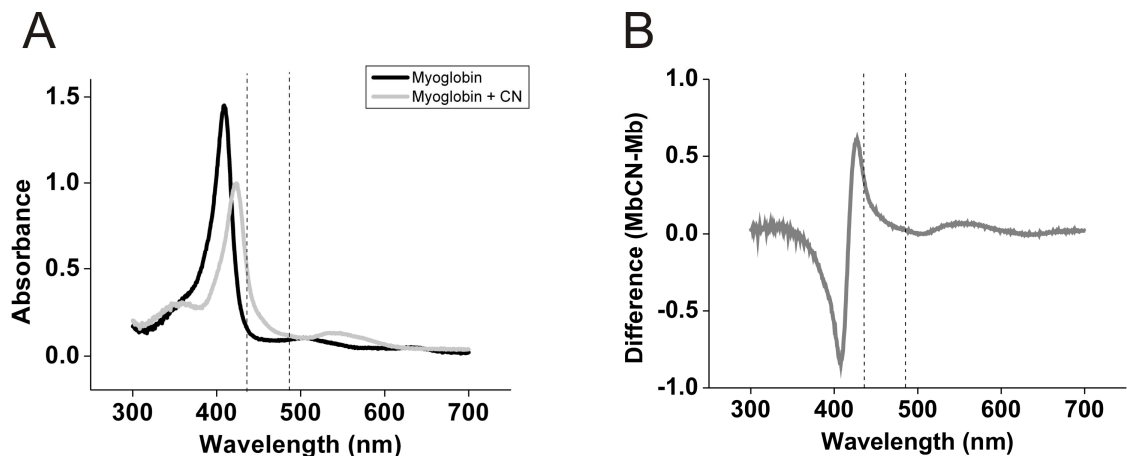 A
Myoglobin
Myoglobin + CN
1.5
1.0
0.5
0.0
Absorbance
300 400 500 600 700
Wavelength (nm)
B
1.0
0.5
0.0
-0.5
-1.0
Difference (MbCN-Mb)
300 400 500 600 700
Wavelength (nm)